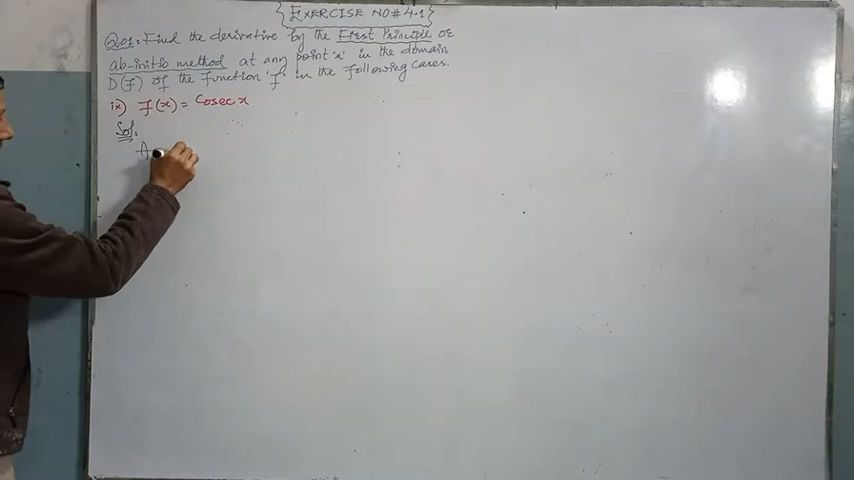 EXERCISE NO# 4.1
Q01: Find the derivative by the First Principle or
ab-initio method at any point 'x' in the domain
D(f) of the function 'f' in the following cases.
ix) f(x) = Cosec x
Sol:
A